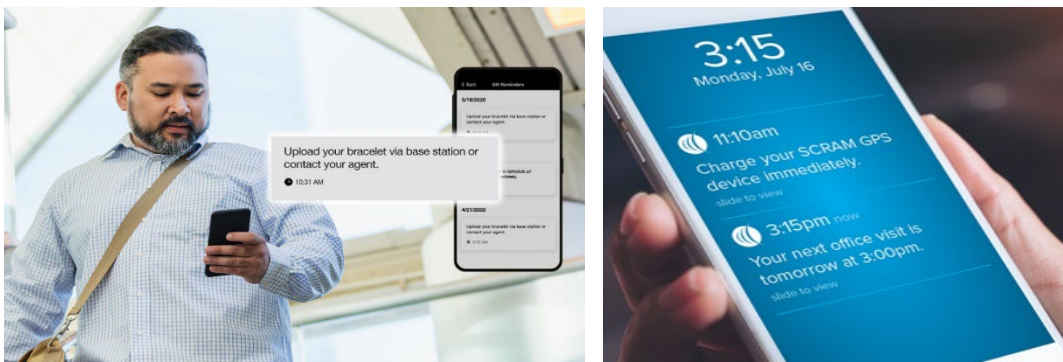 Upload your bracelet via base station or
contact your agent.
10:31 AM
Back
EM Reminders
5/18/2020
Upload your bracelet via base station or
contact your agent.
4/21/2020
Upload your bracelet via base station or
contact your agent.
3:15
Monday, July 16
11:10am
Charge your SCRAM GPS
device immediately.
slide to view
3:15pm now
Your next office visit is
tomorrow at 3:00pm.
slide to view